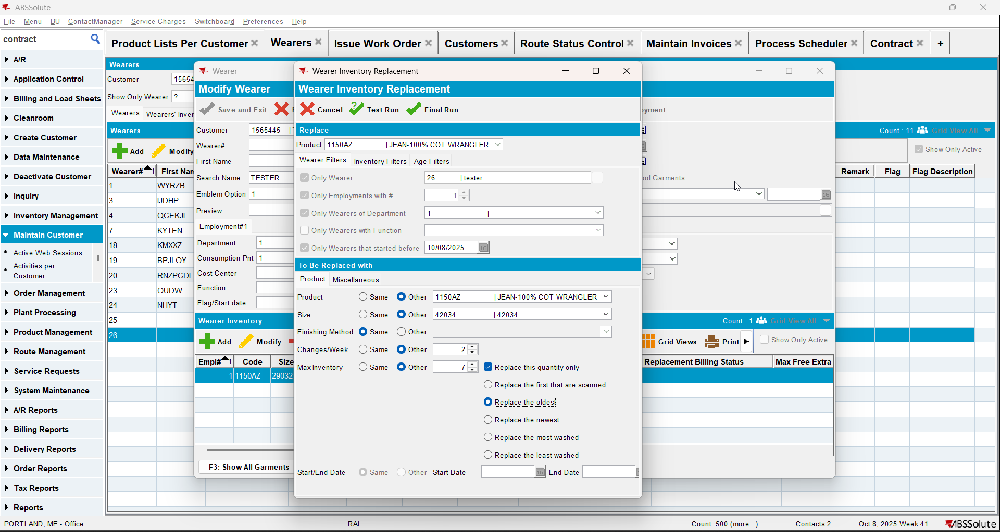 ABSSolute
File Menu BU ContactManager Service Charges Switchboard Preferences Help
contract
Product Lists Per Customer
Wearers
Issue Work Order
Customers
Route Status Control
Maintain Invoices
Process Scheduler
Contract
+
A/R
Application Control
Billing and Load Sheets
Cleanroom
Create Customer
Data Maintenance
Deactivate Customer
Inquiry
Inventory Management
Maintain Customer
Active Web Sessions
Activities per
Customer
Order Management
Plant Processing
Product Management
Route Management
Service Requests
System Maintenance
A/R Reports
Billing Reports
Delivery Reports
Order Reports
Tax Reports
Reports
Wearers
Customer 15654
Show Only Wearer ?
Wearers Wearers' Inver
Wearers
Count : 11 Grid View All
Add Modify
Show Only Active
Wearer# 1 First Nan
Remark Flag Flag Description
1 WYRZB
3 IJDHP
4 QCEKJI
7 KYTEN
18 KMXXZ
19 BPJLOY
20 RNZPCDI
23 OUDW
24 NHYT
25
26
Wearer
Modify Wearer
Save and Exit
yment
Customer 1565445 |
Wearer#
First Name
Search Name TESTER
ool Garments
Emblem Option 1
16
Preview
...
Employment#1
Department 1
Consumption Pnt 1
Cost Center -
Function
Flag/Start date
Wearer Inventory
Count : 1 Grid View All
Add Modify
Grid Views Print Show Only Active
Empl# 1 Code Size
Replacement Billing Status Max Free Extra
1 1150AZ 29032
F3: Show All Garments
Wearer Inventory Replacement
Wearer Inventory Replacement
Cancel Test Run Final Run
Replace
Product 1150AZ | JEAN-100% COT WRANGLER
Wearer Filters Inventory Filters Age Filters
Only Wearer 26 | tester ...
Only Employments with # 1
Only Wearers of Department 1 | -
Only Wearers with Function
Only Wearers that started before 10/08/2025 16
To Be Replaced with
Product Miscellaneous
Product Same Other 1150AZ | JEAN-100% COT WRANGLER
Size Same Other 42034 | 42034
Finishing Method Same Other
Changes/Week Same Other 2
Max Inventory Same Other 7 Replace this quantity only
Replace the first that are scanned
Replace the oldest
Replace the newest
Replace the most washed
Replace the least washed
Start/End Date Same Other Start Date 16 End Date
PORTLAND, ME - Office RAL Count: 500 (more...) Contacts 2 Oct 8, 2025 Week 41 ABSSolute